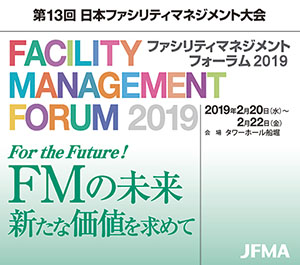 第13回 日本ファシリティマネジメント大会
FACILITY
MANAGEMENT
FORUM 2019
ファシリティマネジメント
フォーラム 2019
2019年2月20日(水)〜
2月22日(金)
会 場 タワーホール船堀
For the Future!
FMの未来
新たな価値を求めて
JFMA